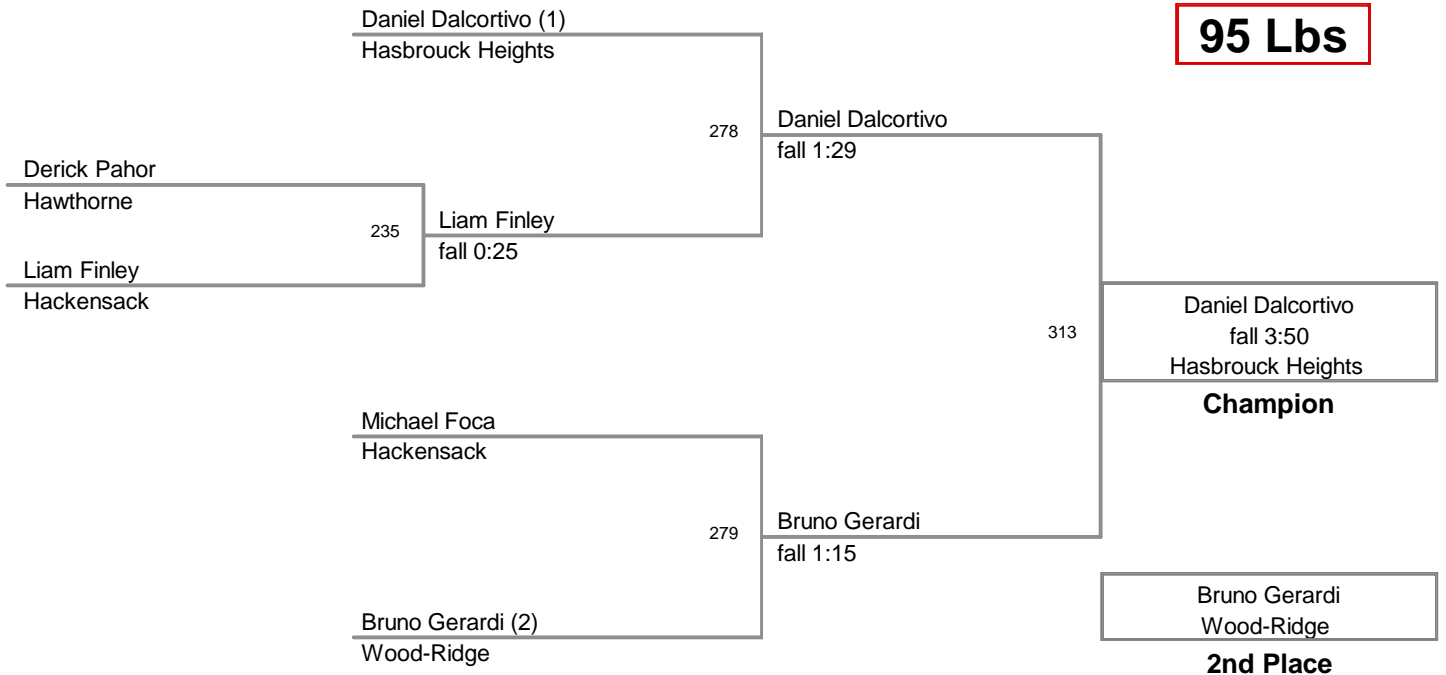 Daniel Dalcortivo (1)
Hasbrouck Heights
95 Lbs
278
Daniel Dalcortivo
fall 1:29
Derick Pahor
Hawthorne
235
Liam Finley
fall 0:25
Liam Finley
Hackensack
313
Daniel Dalcortivo
fall 3:50
Hasbrouck Heights
Champion
Michael Foca
Hackensack
279
Bruno Gerardi
fall 1:15
Bruno Gerardi (2)
Wood-Ridge
Bruno Gerardi
Wood-Ridge
2nd Place